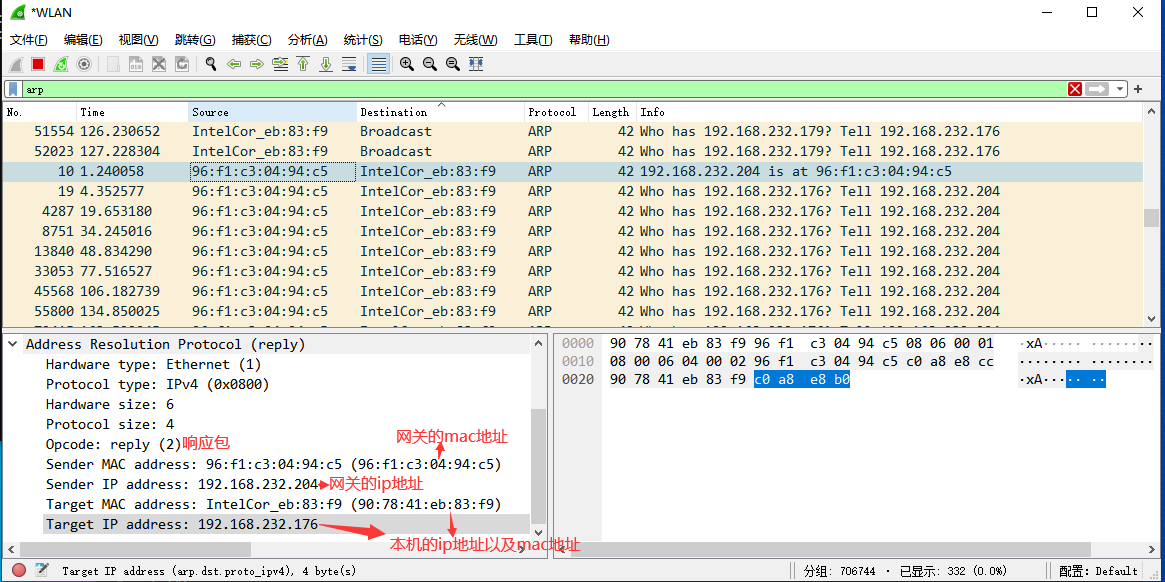 *WLAN
文件(F) 编辑(E) 视图(V) 跳转(G) 捕获(C) 分析(A) 统计(S) 电话(Y) 无线(W) 工具(T) 帮助(H)
arp
No. Time Source Destination Protocol Length Info
51554 126.230652 IntelCor_eb:83:f9 Broadcast ARP 42 Who has 192.168.232.179? Tell 192.168.232.176
52023 127.228304 IntelCor_eb:83:f9 Broadcast ARP 42 Who has 192.168.232.179? Tell 192.168.232.176
10 1.240058 96:f1:c3:04:94:c5 IntelCor_eb:83:f9 ARP 42 192.168.232.204 is at 96:f1:c3:04:94:c5
19 4.352577 96:f1:c3:04:94:c5 IntelCor_eb:83:f9 ARP 42 Who has 192.168.232.176? Tell 192.168.232.204
4287 19.653180 96:f1:c3:04:94:c5 IntelCor_eb:83:f9 ARP 42 Who has 192.168.232.176? Tell 192.168.232.204
8751 34.245016 96:f1:c3:04:94:c5 IntelCor_eb:83:f9 ARP 42 Who has 192.168.232.176? Tell 192.168.232.204
13840 48.834290 96:f1:c3:04:94:c5 IntelCor_eb:83:f9 ARP 42 Who has 192.168.232.176? Tell 192.168.232.204
33053 77.516527 96:f1:c3:04:94:c5 IntelCor_eb:83:f9 ARP 42 Who has 192.168.232.176? Tell 192.168.232.204
45568 106.182739 96:f1:c3:04:94:c5 IntelCor_eb:83:f9 ARP 42 Who has 192.168.232.176? Tell 192.168.232.204
55800 134.850025 96:f1:c3:04:94:c5 IntelCor_eb:83:f9 ARP 42 Who has 192.168.232.176? Tell 192.168.232.204
Address Resolution Protocol (reply)
Hardware type: Ethernet (1)
Protocol type: IPv4 (0x0800)
Hardware size: 6
Protocol size: 4
Opcode: reply (2)响应包
网关的mac地址
Sender MAC address: 96:f1:c3:04:94:c5 (96:f1:c3:04:94:c5)
Sender IP address: 192.168.232.204 网关的ip地址
Target MAC address: IntelCor_eb:83:f9 (90:78:41:eb:83:f9)
Target IP address: 192.168.232.176
本机的ip地址以及mac地址
0000 90 78 41 eb 83 f9 96 f1 c3 04 94 c5 08 06 00 01 ·xA····· ········
0010 08 00 06 04 00 02 96 f1 c3 04 94 c5 c0 a8 e8 cc ········ ········
0020 90 78 41 eb 83 f9 c0 a8 e8 b0 ·xA····· ··
Target IP address (arp.dst.proto_ipv4), 4 byte(s) 分组: 706744 · 已显示: 332 (0.0%) 配置: Default